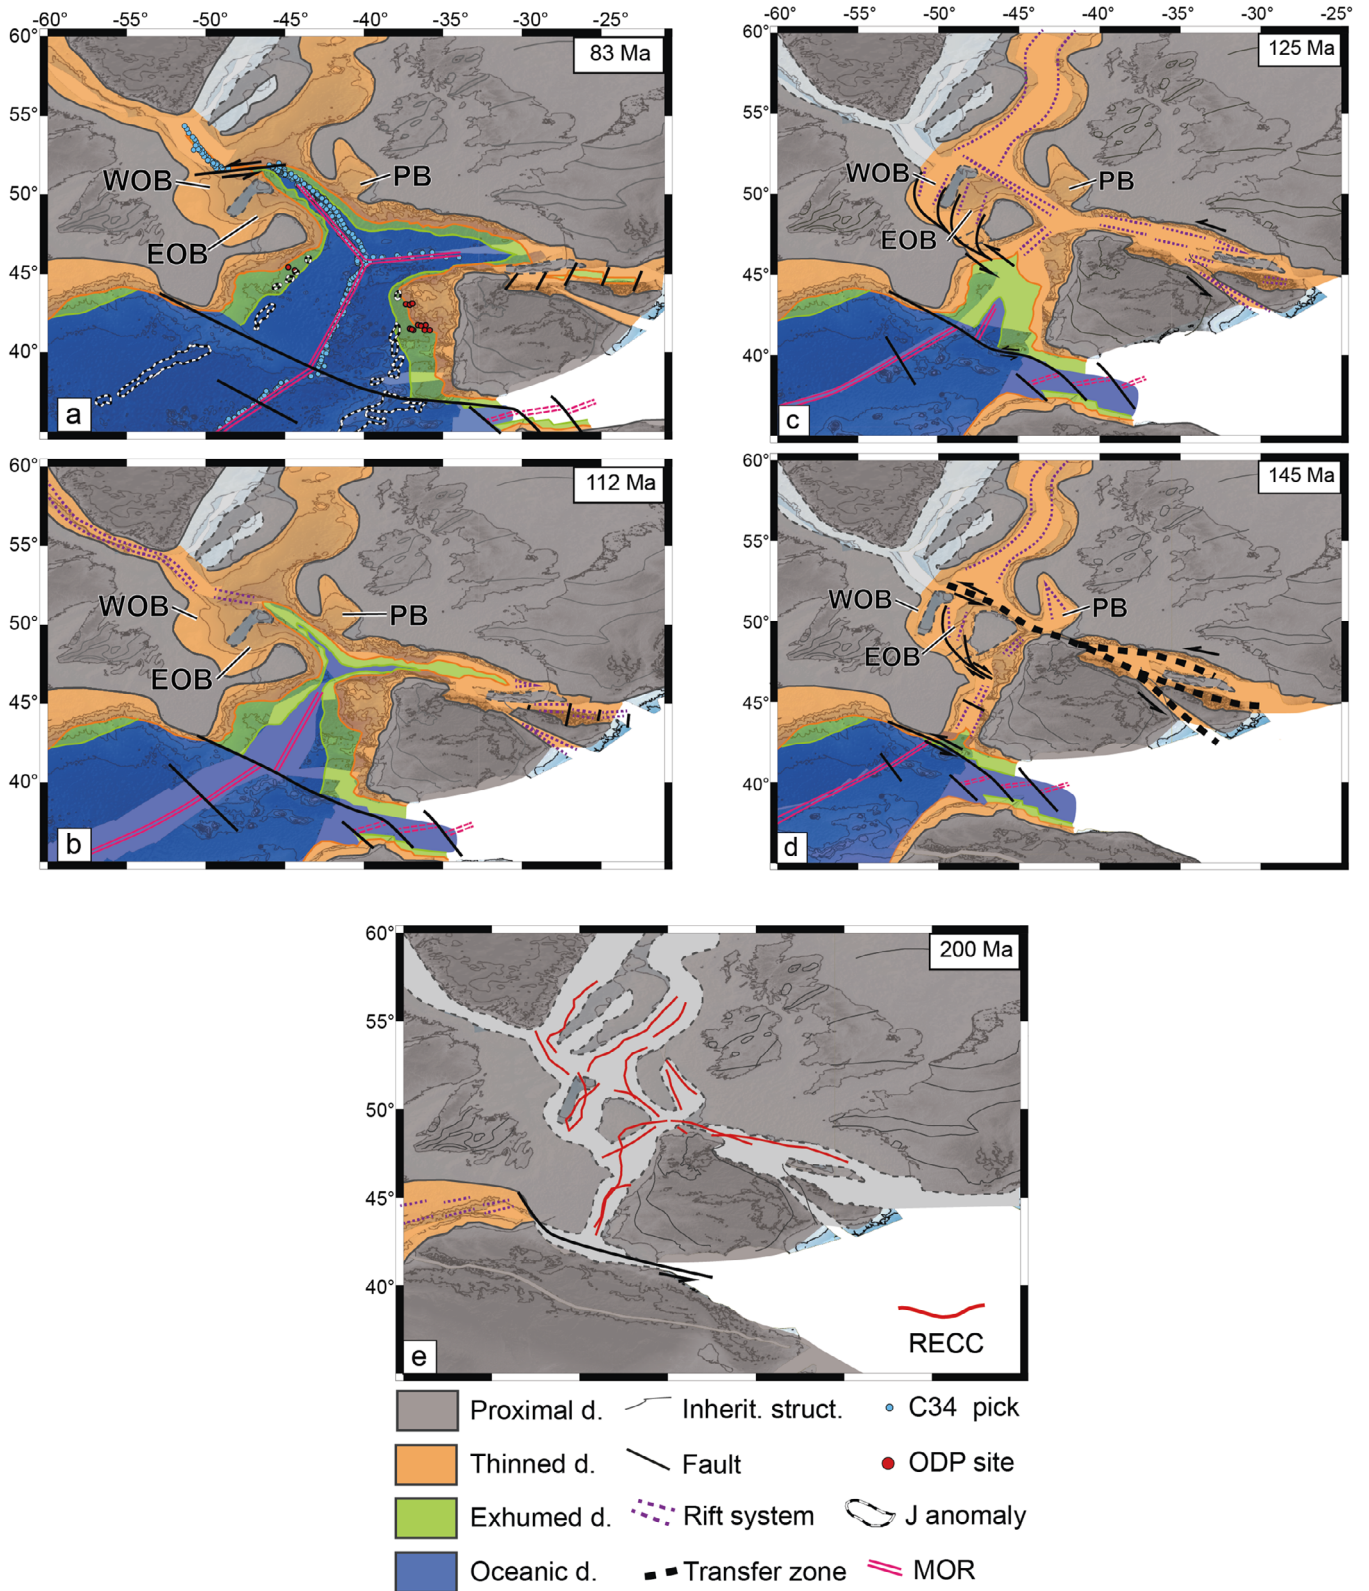 -60° -55° -50° -45° -40° -35° -30° -25°
60°
55°
50°
45°
40°
83 Ma
WOB
PB
EOB
a
-60° -55° -50° -45° -40° -35° -30° -25°
60°
55°
50°
45°
40°
125 Ma
WOB
PB
EOB
c
60°
55°
50°
45°
40°
112 Ma
WOB
PB
EOB
b
60°
55°
50°
45°
40°
145 Ma
WOB
PB
EOB
d
60°
55°
50°
45°
40°
200 Ma
RECC
e
Proximal d. Inherit. struct. C34 pick
Thinned d. Fault ODP site
Exhumed d. Rift system J anomaly
Oceanic d. Transfer zone MOR